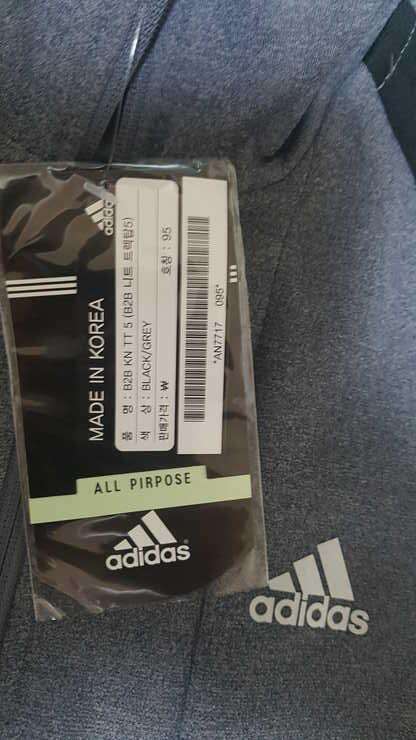 adidas
MADE IN KOREA
품 명 : B2B KN TT 5 (B2B 니트 트랙탑5)
색 상 : BLACK/GREY 호칭 : 95
판매가격 : ₩
*AN7717 095*
ALL PIRPOSE
adidas
adidas